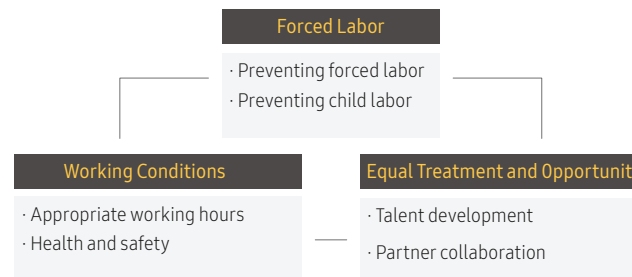 Forced Labor
· Preventing forced labor
· Preventing child labor
Working Conditions
· Appropriate working hours
· Health and safety
Equal Treatment and Opportunit
· Talent development
· Partner collaboration